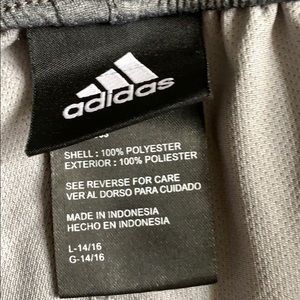 adidas
SHELL : 100% POLYESTER
EXTERIOR : 100% POLIESTER
SEE REVERSE FOR CARE
VER AL DORSO PARA CUIDADO
MADE IN INDONESIA
HECHO EN INDONESIA
L-14/16
G-14/16